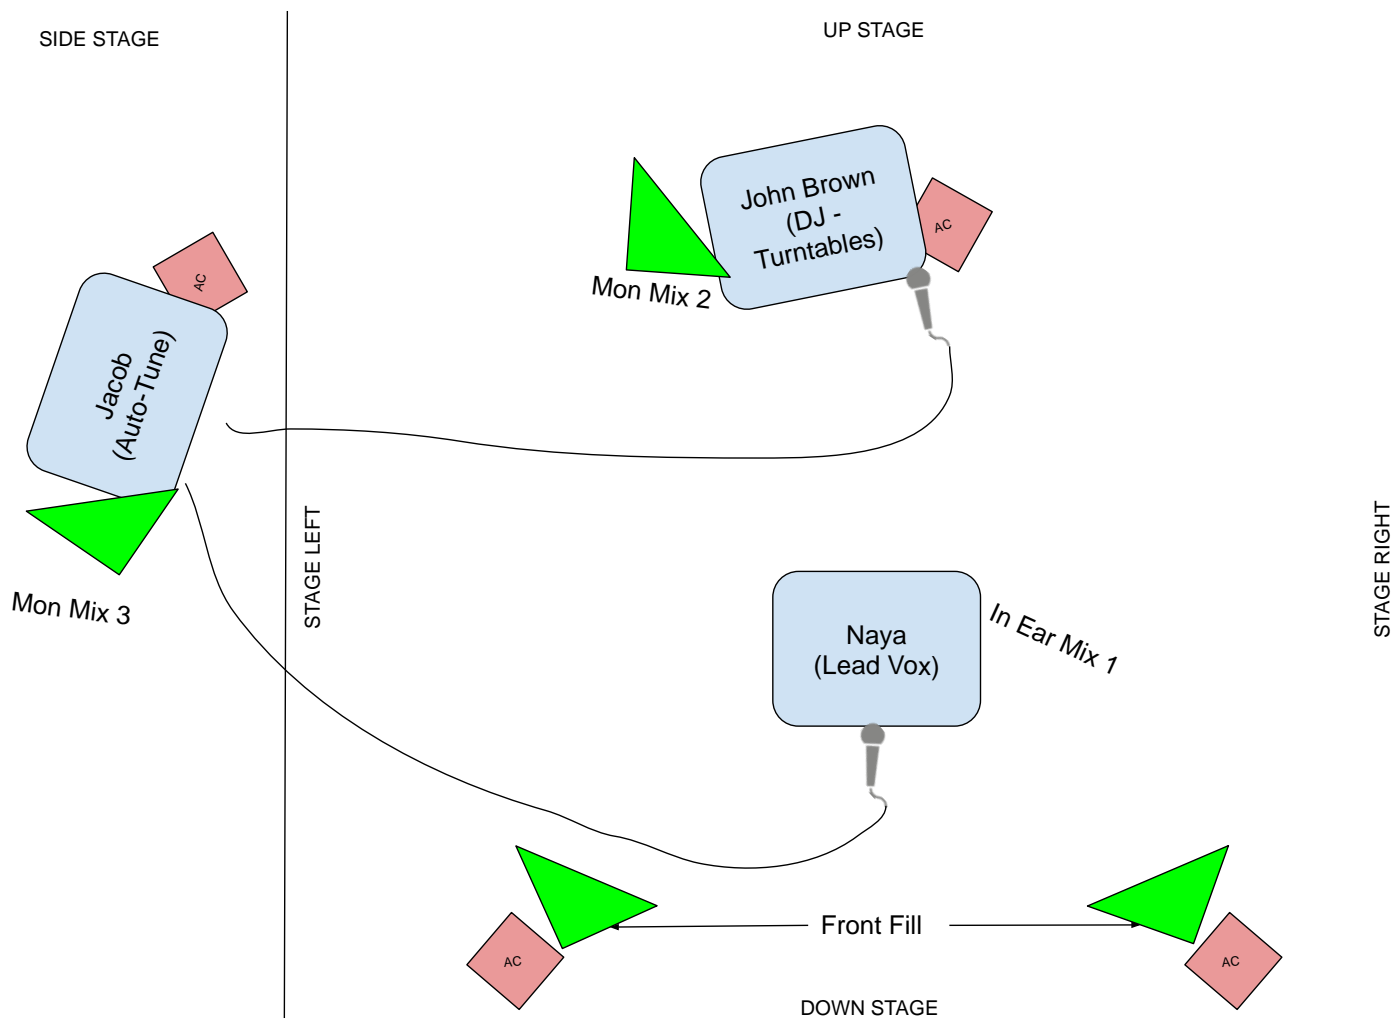 SIDE STAGE
UP STAGE
John Brown
(DJ -
Turntables)
AC
Mon Mix 2
AC
Jacob
(Auto-Tune)
Mon Mix 3
STAGE LEFT
STAGE RIGHT
Naya
(Lead Vox)
In Ear Mix 1
Front Fill
AC
AC
DOWN STAGE